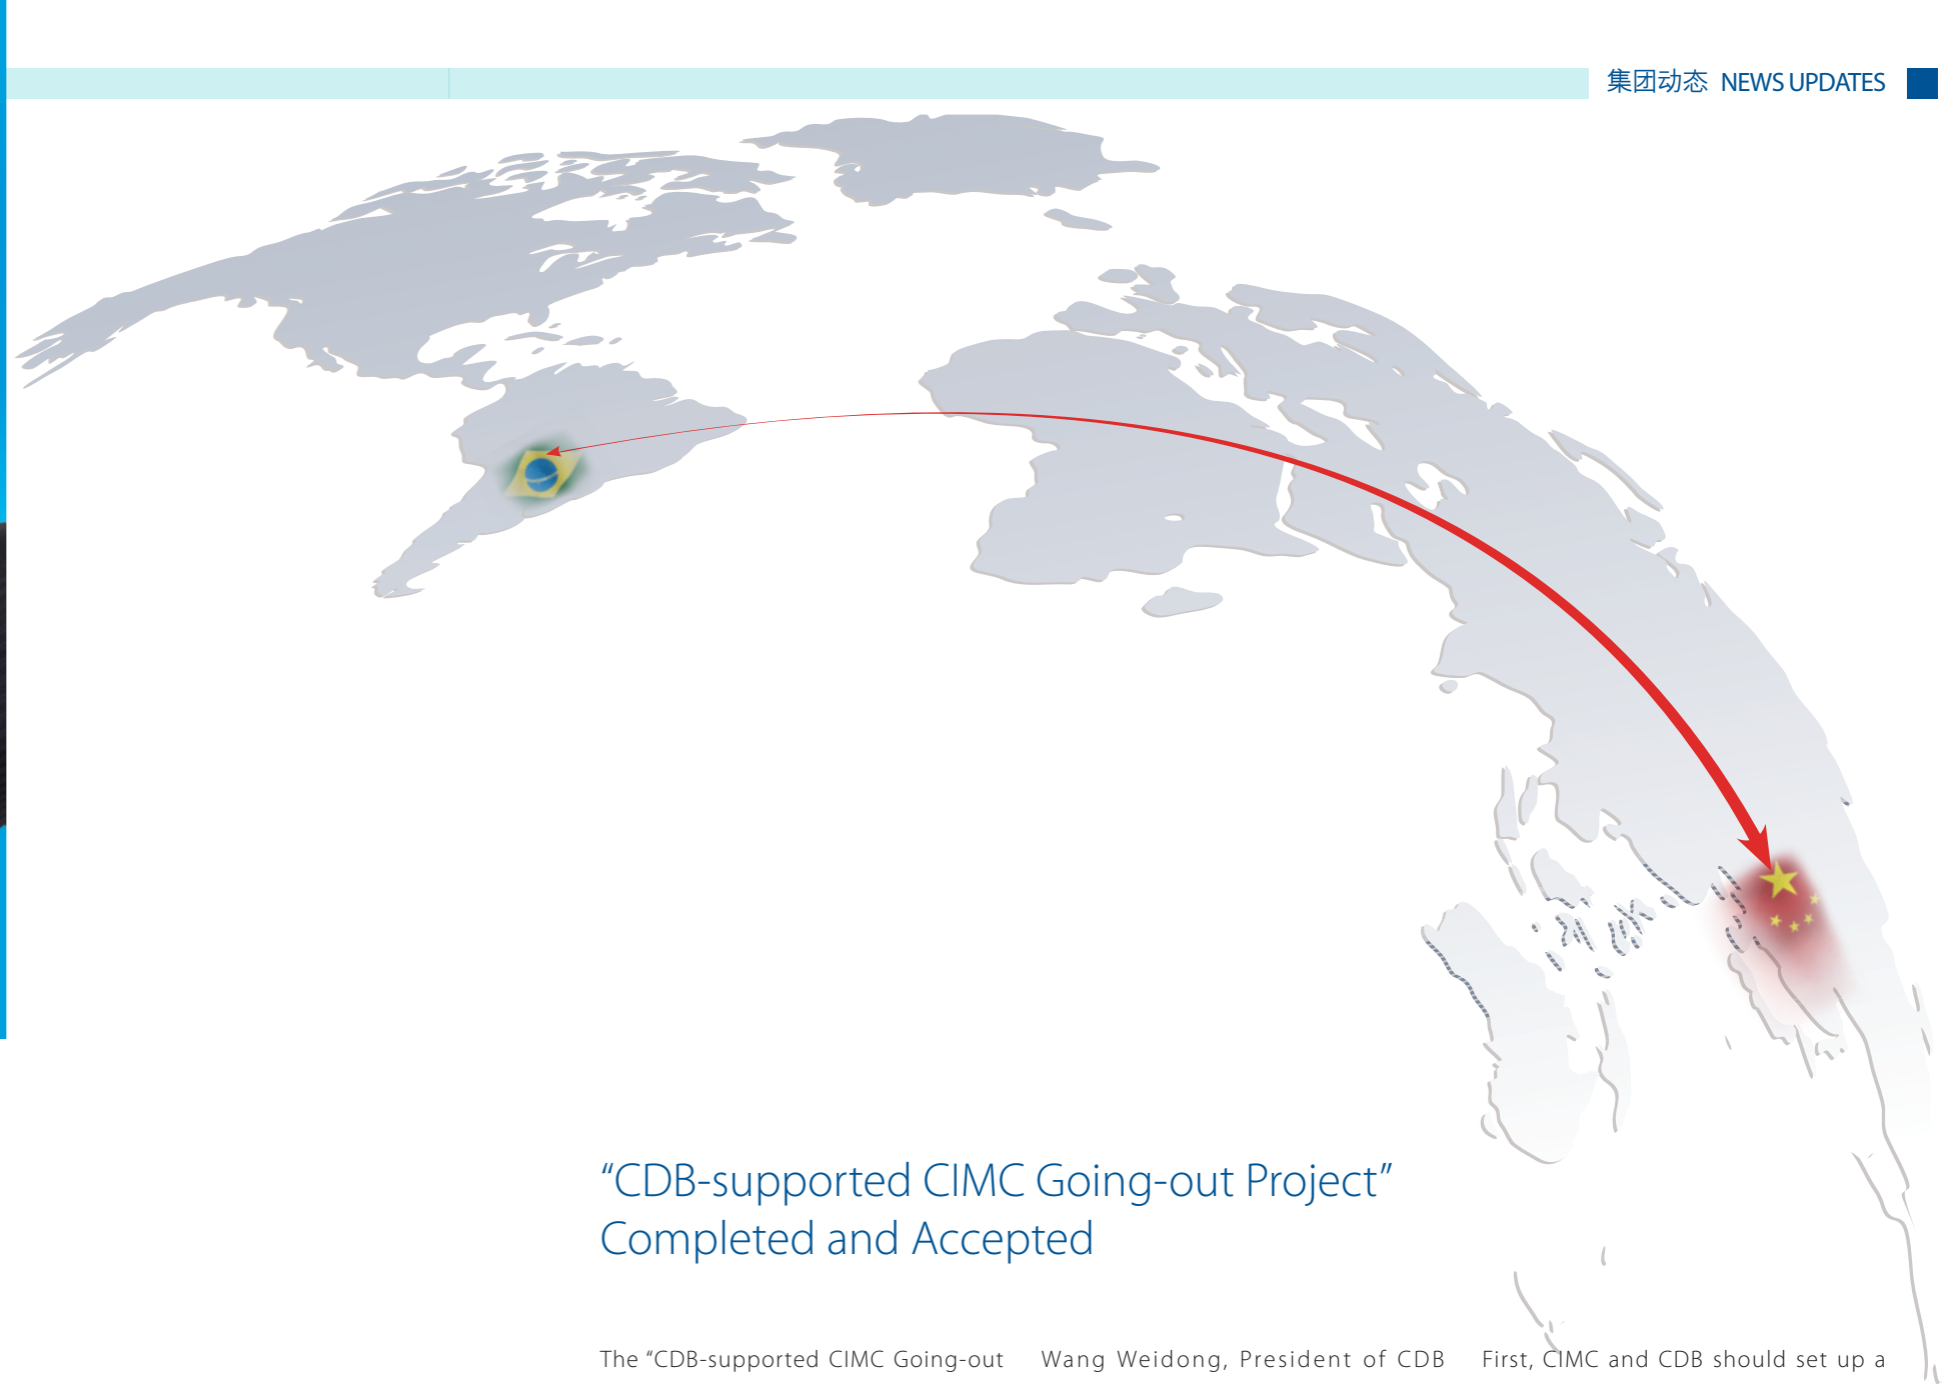 集团动态 NEWS UPDATES
“CDB-supported CIMC Going-out Project”
Completed and Accepted
The “CDB-supported CIMC Going-out
Wang Weidong, President of CDB
First, CIMC and CDB should set up a